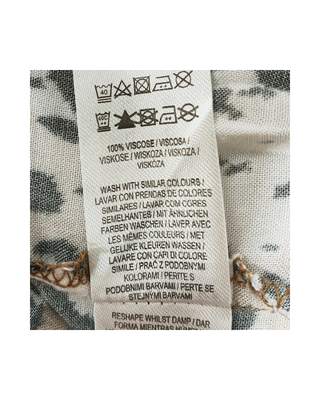 40
100% VISCOSE / VISCOSA /
VISKOSE / WISKOZA / VISKOZA /
VISKÓZA
WASH WITH SIMILAR COLOURS /
LAVAR CON PRENDAS DE COLORES
SIMILARES / LAVAR COM CORES
SEMELHANTES / MIT ÄHNLICHEN
FARBEN WASCHEN / LAVER AVEC
LES MÊMES COULEURS / MET
GELIJKE KLEUREN WASSEN /
LAVARE CON CAPI DI COLORE
SIMILE / PRAĆ Z PODOBNYMI
KOLORAMI / PERITE S
PODOBNIMI BARVAMI / PERTE SE
STEJNÝMI BARVAMI
RESHAPE WHILST DAMP / DAR
FORMA MIENTRAS